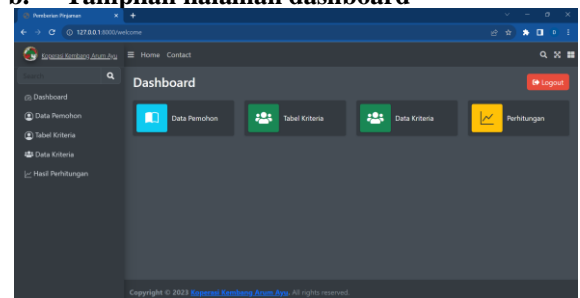 b. Tampilan halaman dashboard
Pemberian Pinjaman
127.0.0.1:8000/welcome
Koperasi Kembang Arum Ayu
Home Contact
Search
Dashboard
Logout
Dashboard
Data Pemohon
Tabel Kriteria
Data Kriteria
Hasil Perhitungan
Data Pemohon
Tabel Kriteria
Data Kriteria
Perhitungan
Copyright © 2023 Koperasi Kembang Arum Ayu. All rights reserved.